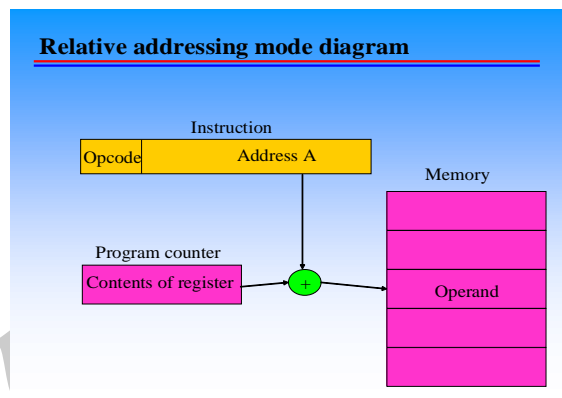 Relative addressing mode diagram
Instruction
Opcode
Address A
Memory
Program counter
Contents of register
+
Operand